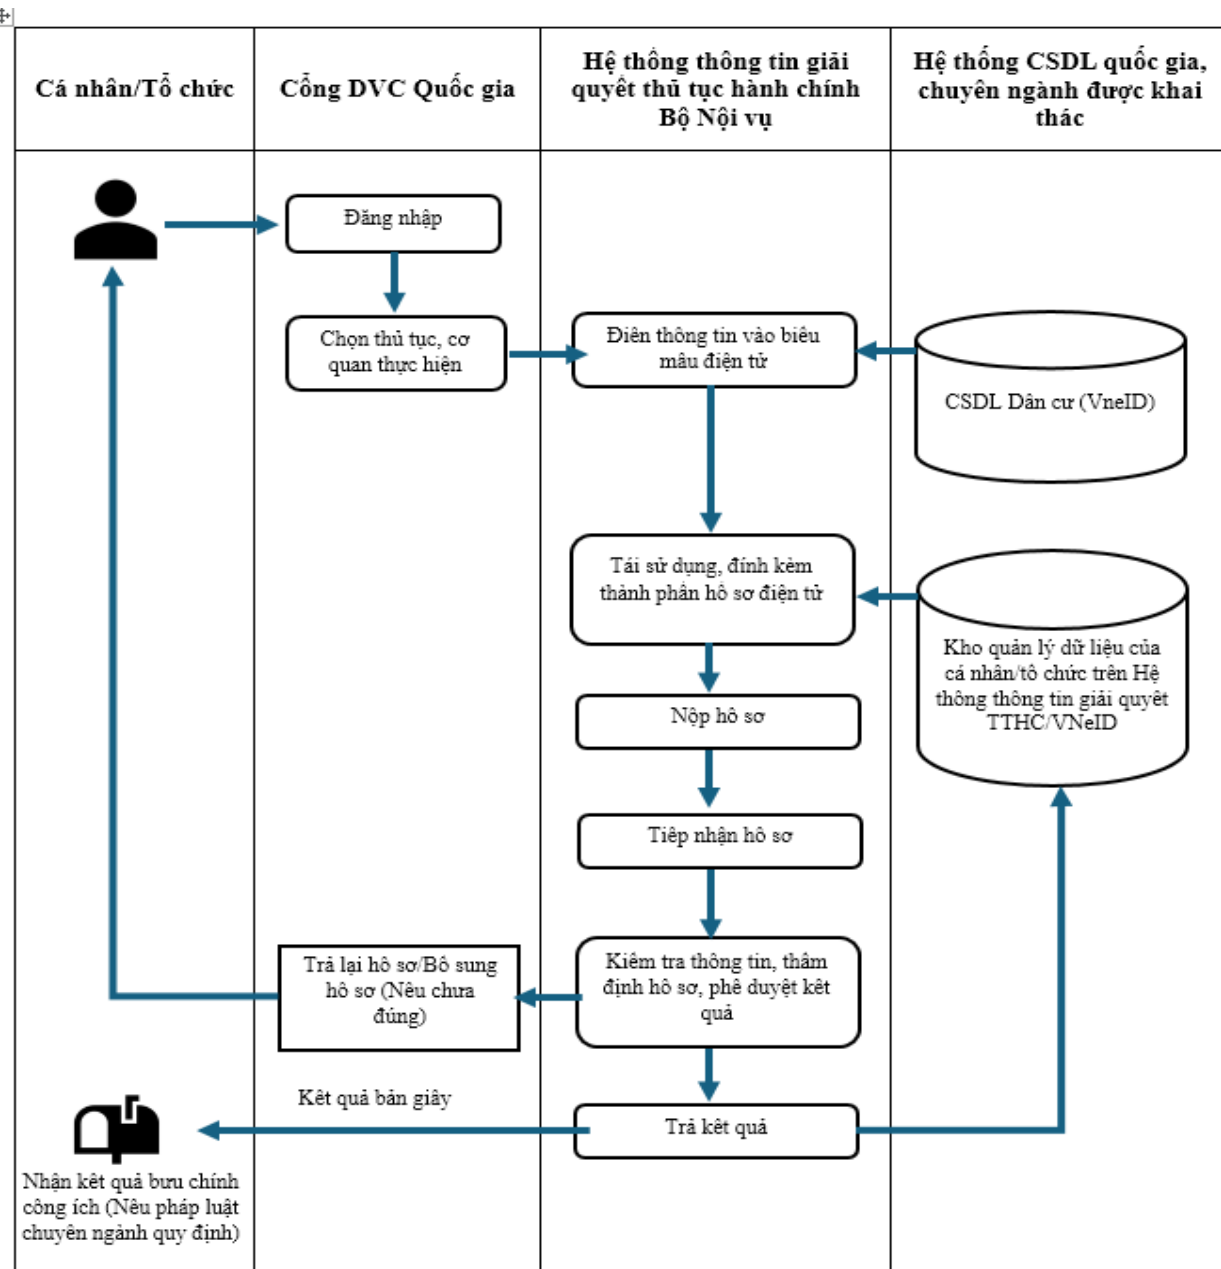 Cá nhân/Tổ chức
Cổng DVC Quốc gia
Hệ thống thông tin giải
quyết thủ tục hành chính
Bộ Nội vụ
Hệ thống CSDL quốc gia,
chuyên ngành được khai
thác
Đăng nhập
Chọn thủ tục, cơ
quan thực hiện
Điền thông tin vào biểu
mẫu điện tử
CSDL Dân cư (VneID)
Tái sử dụng, đính kèm
thành phần hồ sơ điện tử
Kho quản lý dữ liệu của
cá nhân/tổ chức trên Hệ
thống thông tin giải quyết
TTHC/VNeID
Nộp hồ sơ
Tiếp nhận hồ sơ
Trả lại hồ sơ/Bổ sung
hồ sơ (Nếu chưa
đúng)
Kiểm tra thông tin, thẩm
định hồ sơ, phê duyệt kết
quả
Kết quả bản giấy
Trả kết quả
Nhận kết quả bưu chính
công ích (Nếu pháp luật
chuyên ngành quy định)